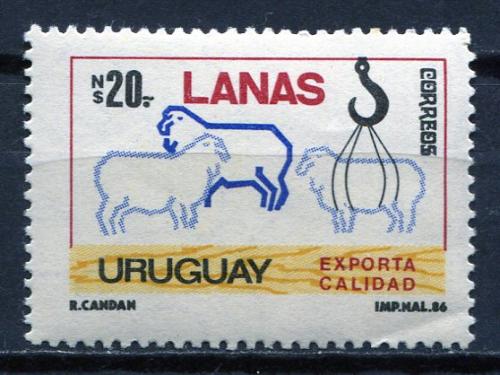 N$ 20.-
LANAS
CORREOS
URUGUAY
EXPORTA
CALIDAD
R.CANDAN
IMP.NAL.86